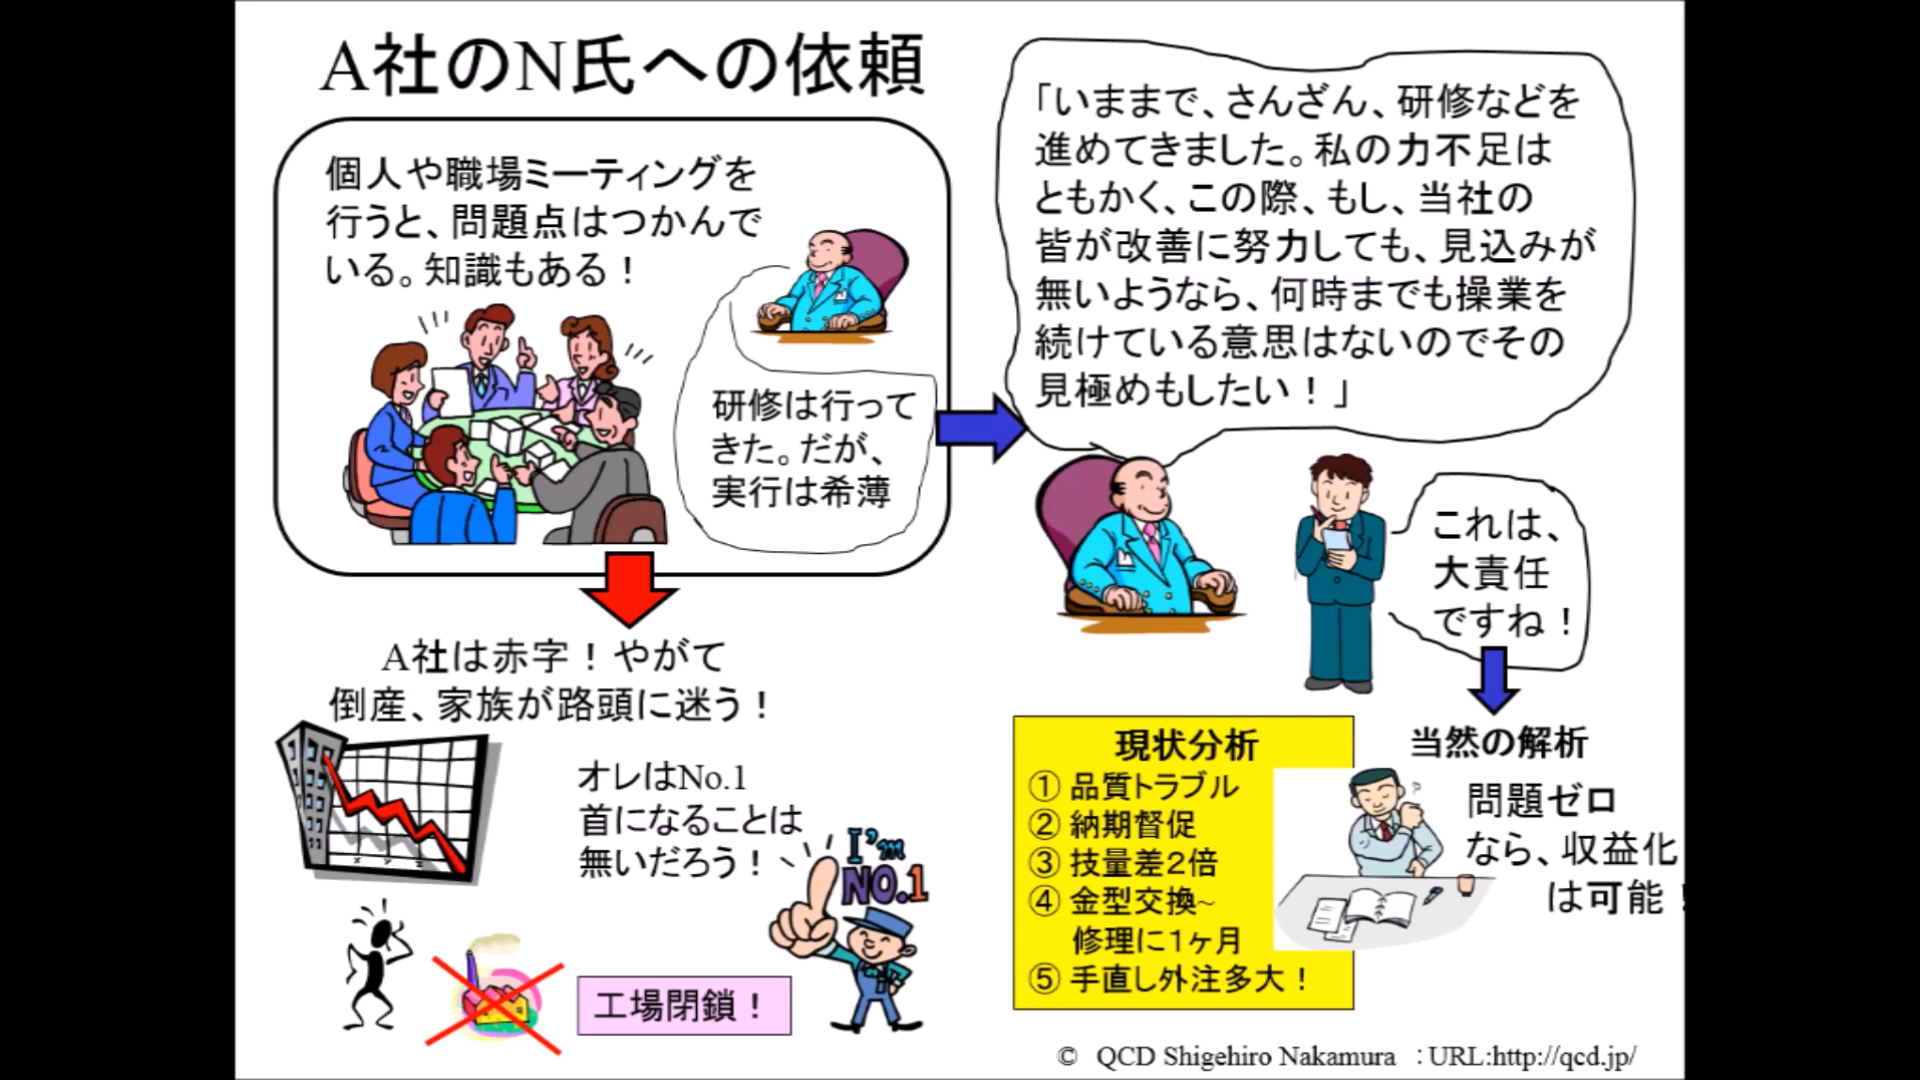 A社のN氏への依頼
個人や職場ミーティングを
行うと、問題点はつかんで
いる。知識もある！
研修は行って
きた。だが、
実行は希薄
「いままで、さんざん、研修などを
進めてきました。私の力不足は
ともかく、この際、もし、当社の
皆が改善に努力しても、見込みが
無いようなら、何時までも操業を
続けている意思はないのでその
見極めもしたい！」
これは、
大責任
ですね！
A社は赤字！やがて
倒産、家族が路頭に迷う！
オレはNo.1
首になることは
無いだろう！
I'm
NO.1
工場閉鎖！
現状分析
① 品質トラブル
② 納期督促
③ 技量差２倍
④ 金型交換~
修理に１ヶ月
⑤ 手直し外注多大！
当然の解析
問題ゼロ
なら、収益化
は可能！
© QCD Shigehiro Nakamura ：URL:http://qcd.jp/